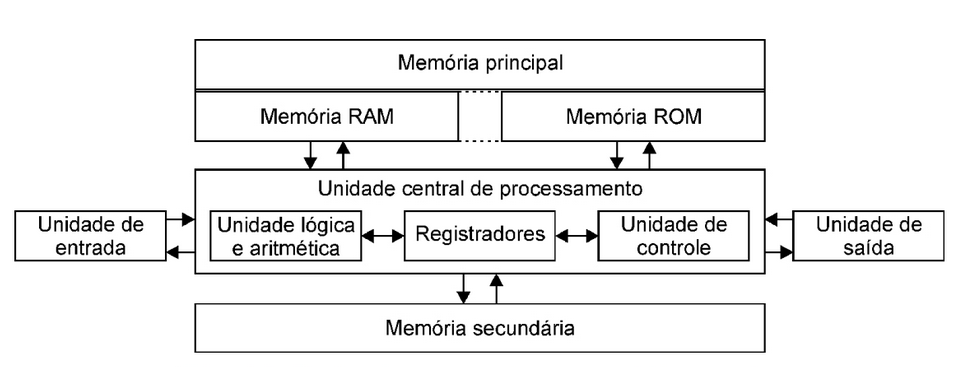 Memória principal
Memória RAM
Memória ROM
Unidade central de processamento
Unidade de
entrada
Unidade lógica
e aritmética
Registradores
Unidade de
controle
Unidade de
saída
Memória secundária